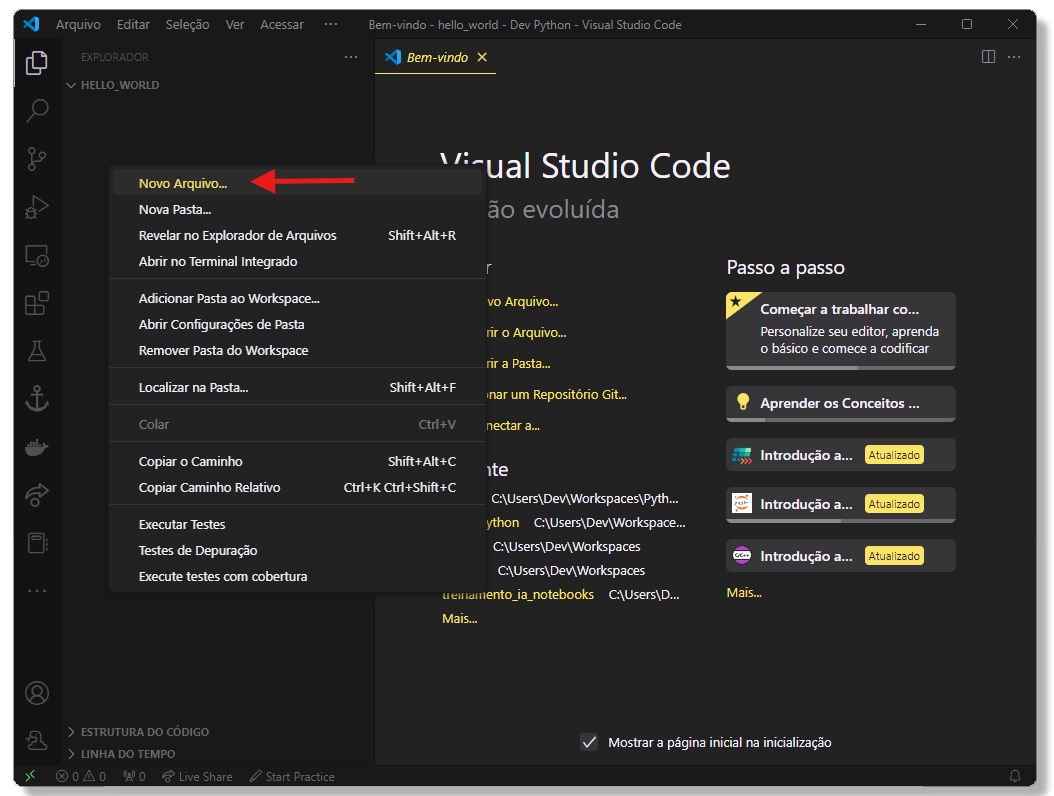 Arquivo Editar Seleção Ver Acessar ··· Bem-vindo - hello_world - Dev Python - Visual Studio Code
EXPLORADOR ···
HELLO_WORLD
Bem-vindo
Novo Arquivo...
Nova Pasta...
Revelar no Explorador de Arquivos Shift+Alt+R
Abrir no Terminal Integrado
Adicionar Pasta ao Workspace...
Abrir Configurações de Pasta
Remover Pasta do Workspace
Localizar na Pasta... Shift+Alt+F
Colar Ctrl+V
Copiar o Caminho Shift+Alt+C
Copiar Caminho Relativo Ctrl+K Ctrl+Shift+C
Executar Testes
Testes de Depuração
Execute testes com cobertura
Visual Studio Code
ão evoluída
r
vo Arquivo...
rir o Arquivo...
rir a Pasta...
onar um Repositório Git...
nectar a...
nte
C:\Users\Dev\Workspaces\Pyth...
ython C:\Users\Dev\Workspace...
C:\Users\Dev\Workspaces
C:\Users\Dev\Workspaces
treinamento_ia_notebooks C:\Users\D...
Mais...
Passo a passo
Começar a trabalhar co...
Personalize seu editor, aprenda
o básico e comece a codificar
Aprender os Conceitos ...
Introdução a... Atualizado
Introdução a... Atualizado
C/C++ Introdução a... Atualizado
Mais...
Mostrar a página inicial na inicialização
ESTRUTURA DO CÓDIGO
LINHA DO TEMPO
0 0 0 Live Share Start Practice